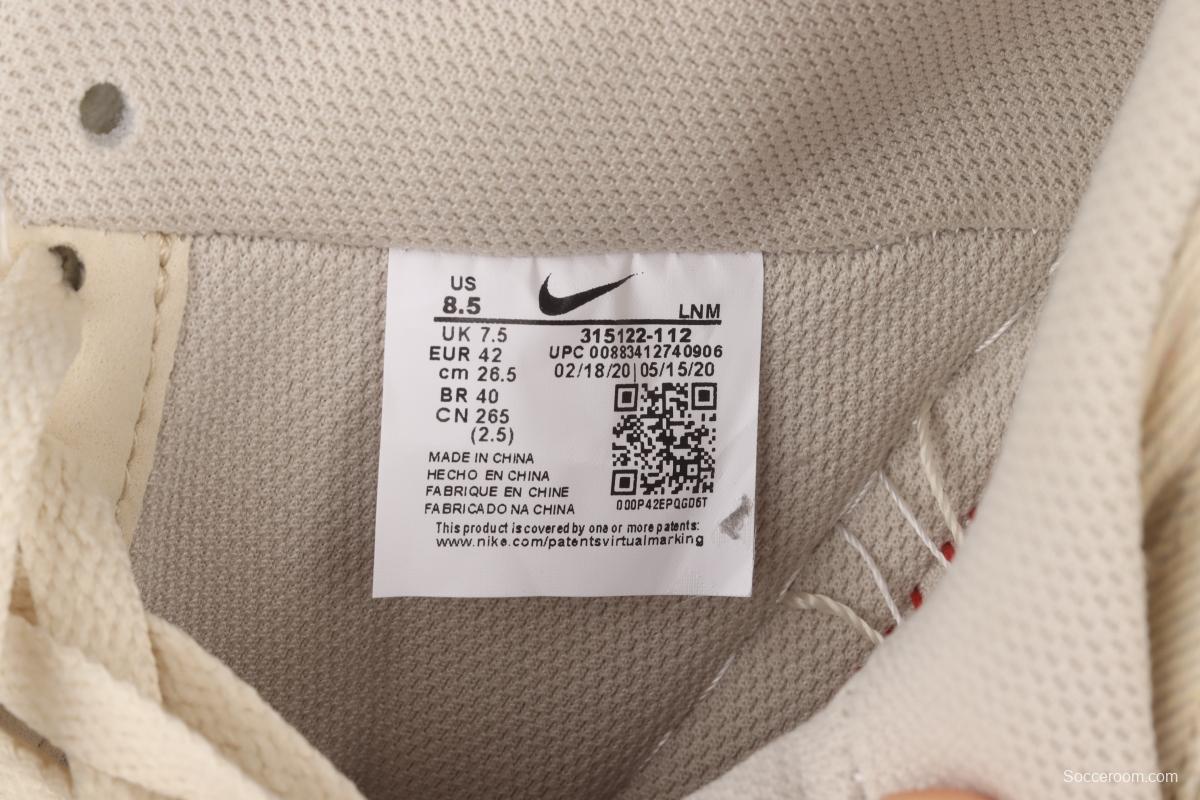 US
8.5
LNM
UK 7.5
315122-112
EUR 42
UPC 00883412740906
cm 26.5
02/18/20|05/15/20
BR 40
CN 265
(2.5)
MADE IN CHINA
HECHO EN CHINA
FABRIQUE EN CHINE
FABRICADO NA CHINA
000P42EPQGD6T
This product is covered by one or more patents:
www.nike.com/patentsvirtualmarking
Socceroom.com